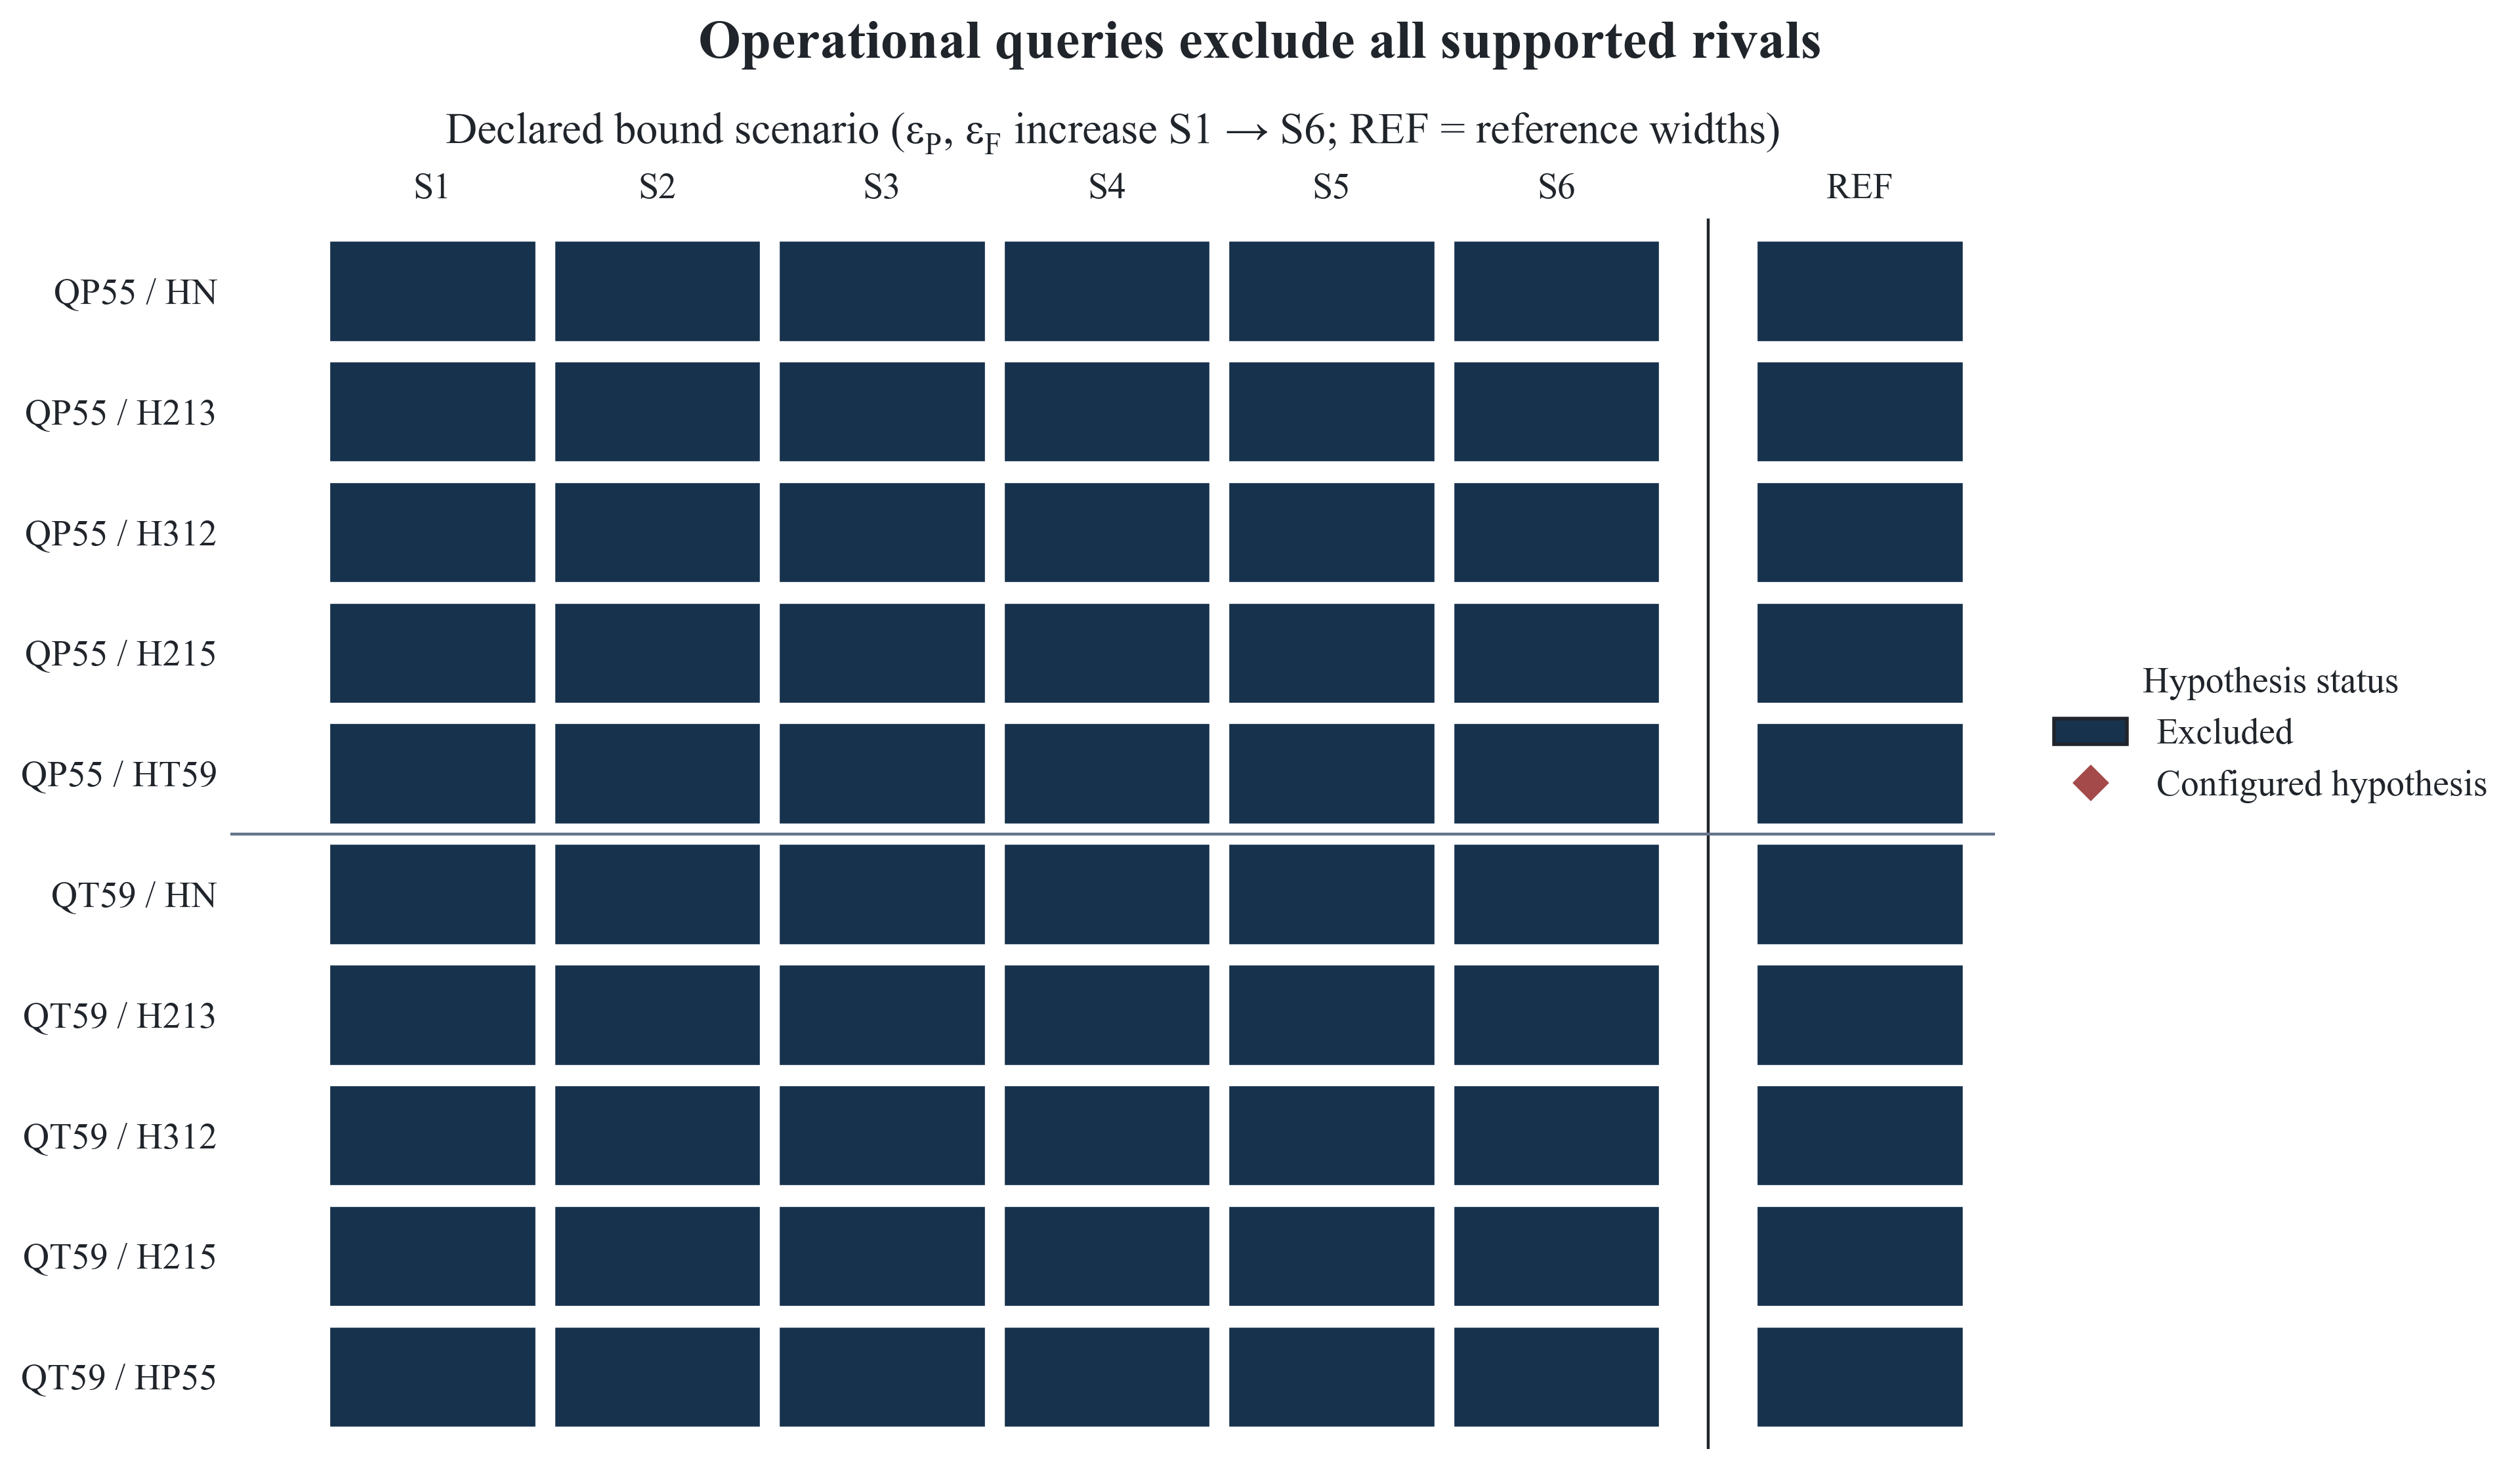 Operational queries exclude all supported rivals
Declared bound scenario (εP, εF increase S1 → S6; REF = reference widths)
S1 S2 S3 S4 S5 S6 REF
QP55 / HN
QP55 / H213
QP55 / H312
QP55 / H215
QP55 / HT59
QT59 / HN
QT59 / H213
QT59 / H312
QT59 / H215
QT59 / HP55
Hypothesis status
Excluded
Configured hypothesis